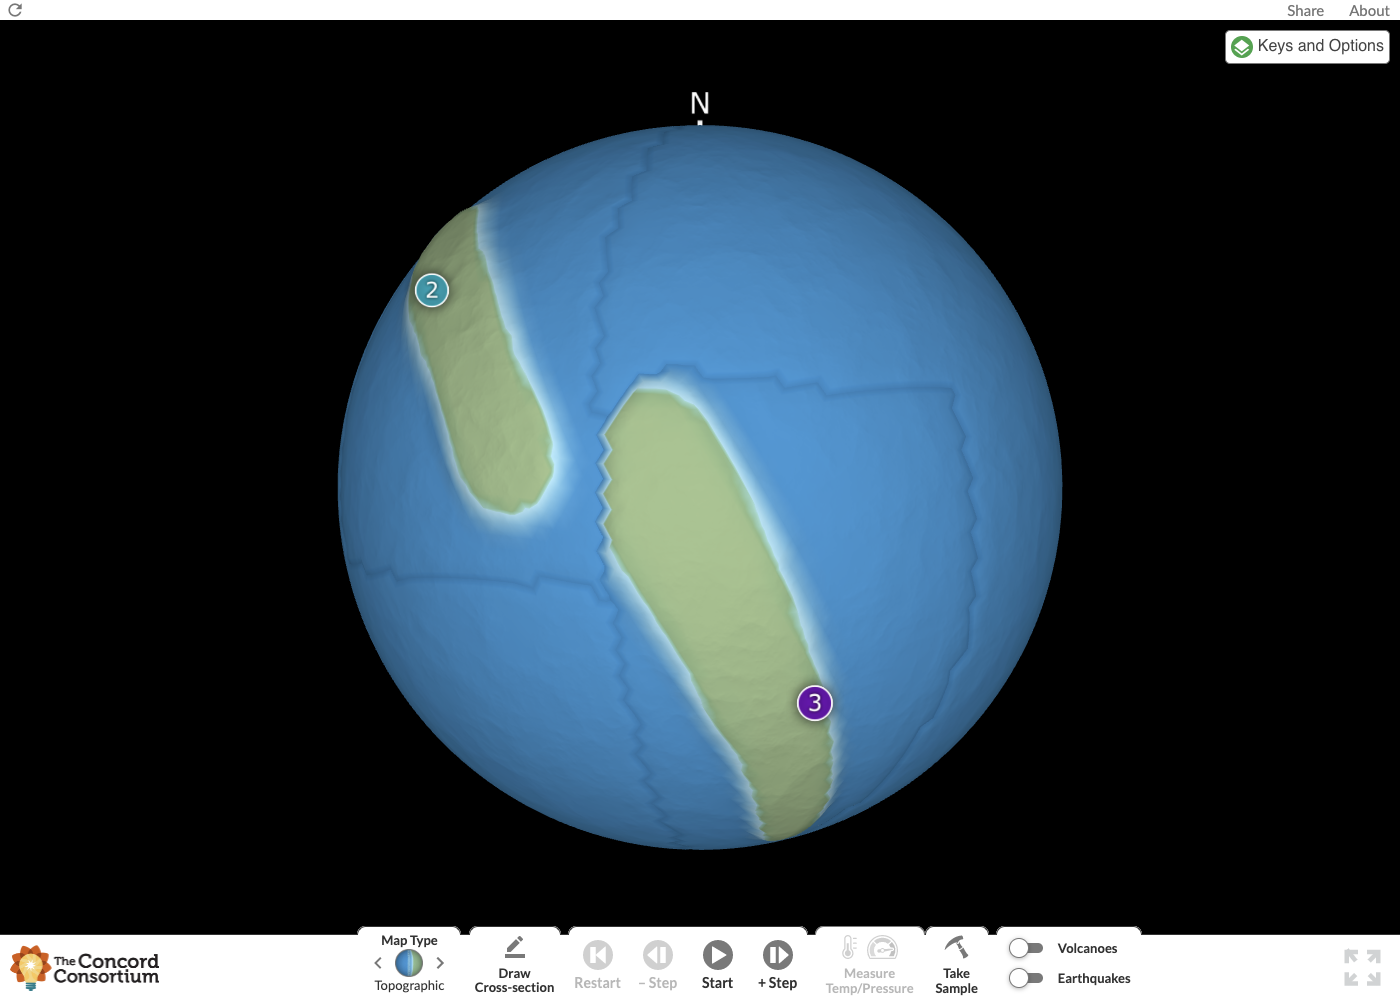 Share About
Keys and Options
N
2
3
The Concord
Consortium
Map Type
Topographic
Draw
Cross-section
Restart
– Step
Start
+ Step
Measure
Temp/Pressure
Take
Sample
Volcanoes
Earthquakes